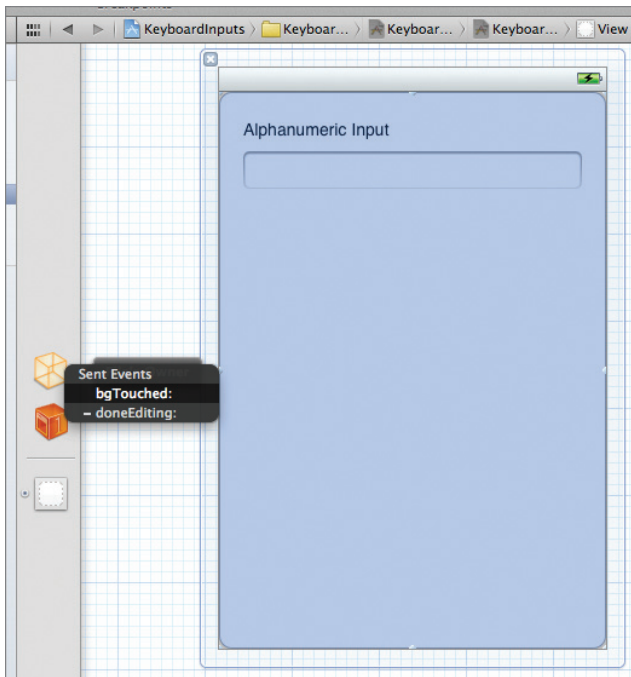 KeyboardInputs Keyboar... Keyboar... Keyboar... View
Alphanumeric Input
Sent Events
bgTouched:
– doneEditing: